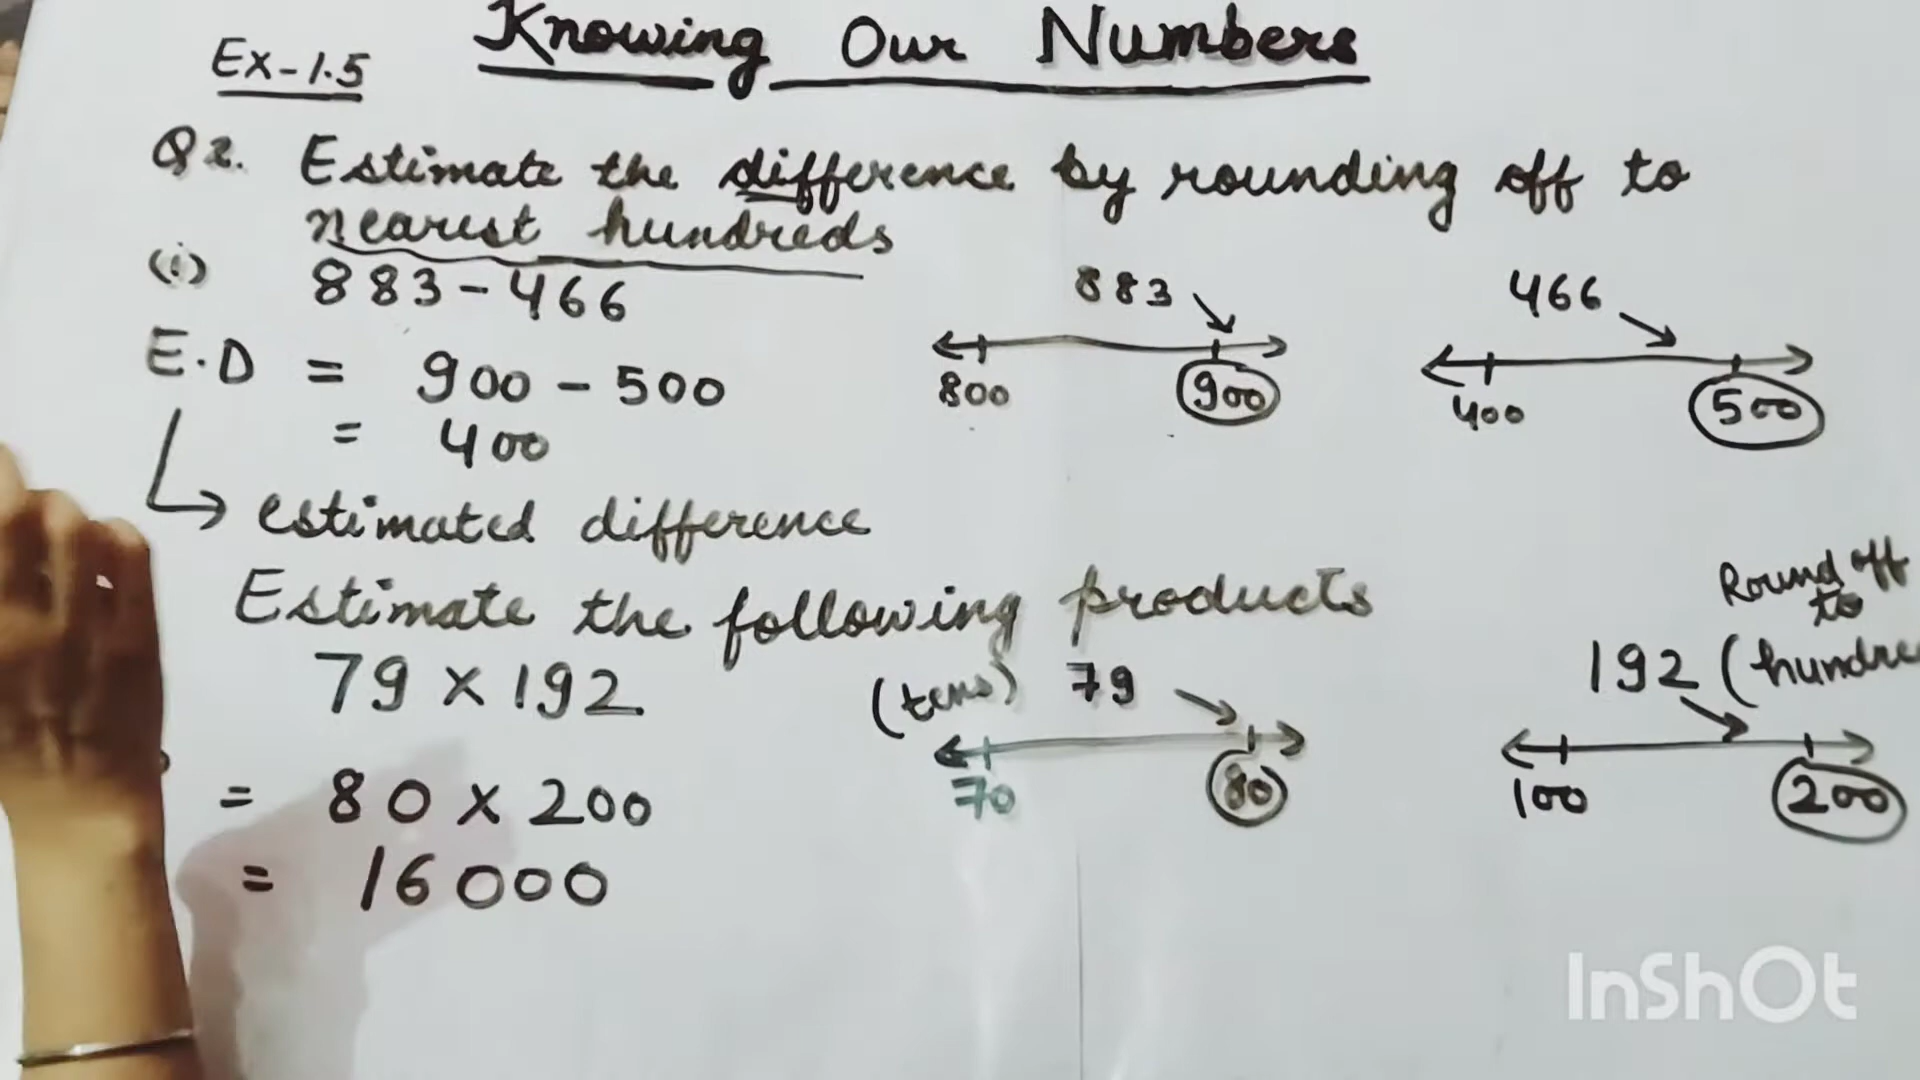 Knowing Our Numbers
Ex-1.5
Q2. Estimate the difference by rounding off to
nearest hundreds
(i) 883-466
E.D = 900-500
= 400
estimated difference
883
800 900
466
400 500
Estimate the following products
79 x 192
= 80 x 200
= 16000
(tens) 79
70 80
Round off
to
192 (hundre
100 200
InShOt